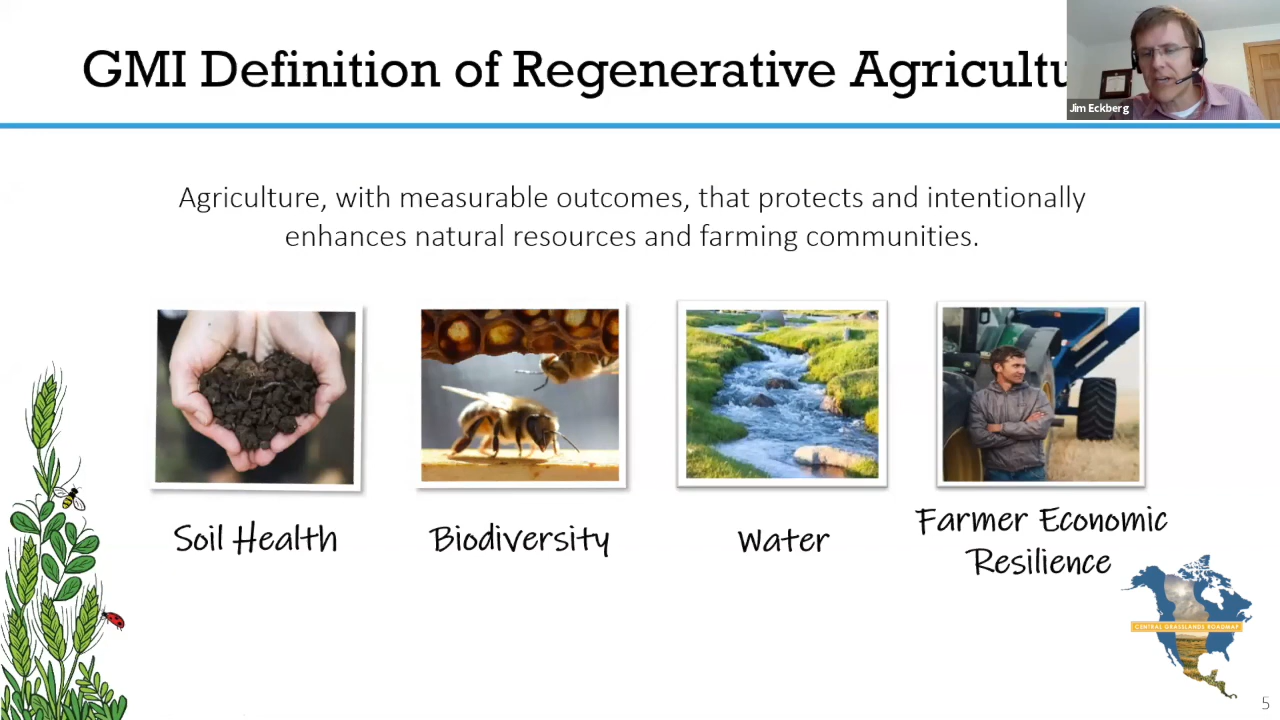 GMI Definition of Regenerative Agricultu
Jim Eckberg
Agriculture, with measurable outcomes, that protects and intentionally
enhances natural resources and farming communities.
Soil Health
Biodiversity
Water
Farmer Economic
Resilience
CENTRAL GRASSLANDS ROADMAP
5